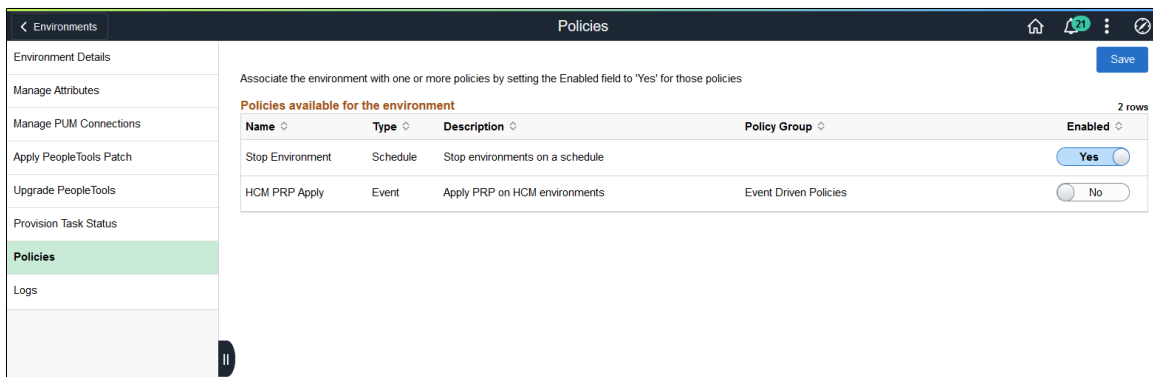 Environments
Policies
21
Environment Details
Manage Attributes
Manage PUM Connections
Apply PeopleTools Patch
Upgrade PeopleTools
Provision Task Status
Policies
Logs
Save
Associate the environment with one or more policies by setting the Enabled field to 'Yes' for those policies
Policies available for the environment
2 rows
Name Type Description Policy Group Enabled
Stop Environment Schedule Stop environments on a schedule Yes
HCM PRP Apply Event Apply PRP on HCM environments Event Driven Policies No